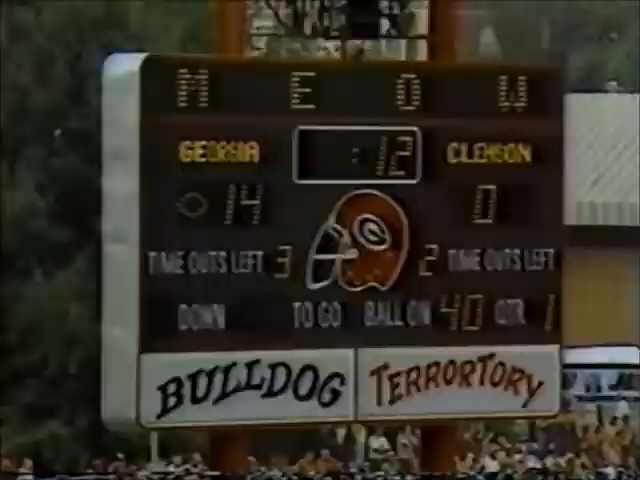 M E O W
GEORGIA :12 CLEMSON
14 0
TIME OUTS LEFT 3 2 TIME OUTS LEFT
DOWN TO GO BALL ON 40 QTR 1
BULLDOG TERRORTORY